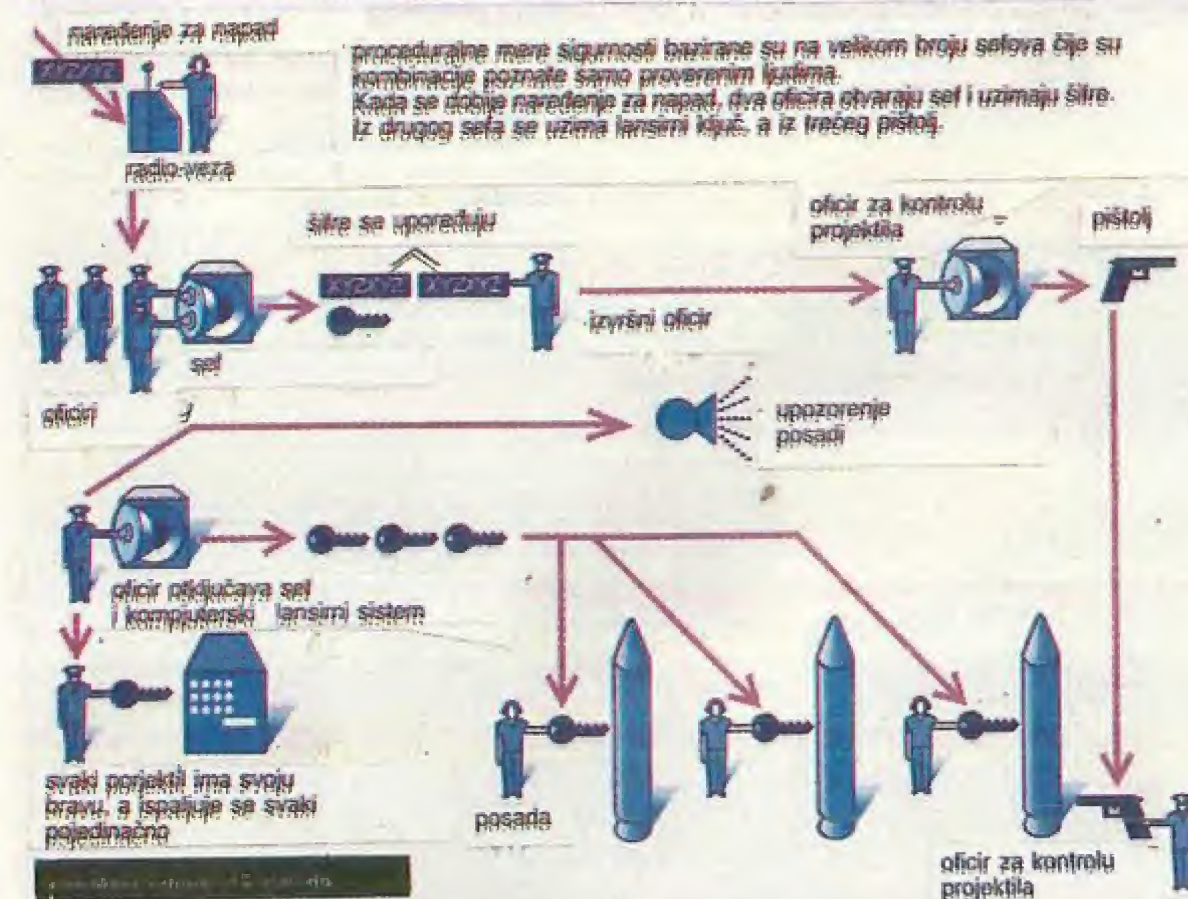 naređenje za napad
XYZXYZ
radio-veza
proceduralne mere sigurnosti bazirane su na velikom broju sefova čije su
kombinacije poznate samo proverenim ljudima.
Kada se dobije naređenje za napad, dva oficira otvaraju sef i uzimaju šifre.
Iz drugog sefa se uzima lansirni ključ, a iz trećeg pištolj.
šifre se upoređuju
XYZXYZ XYZXYZ
sef
oficiri
izvršni oficir
oficir za kontrolu
projektila
pištolj
upozorenje
posadi
oficir otključava sef
i kompjuterski lansirni sistem
svaki porjektil ima svoju
bravu, a ispaljuje se svaki
pojedinačno
posada
oficir za kontrolu
projektila